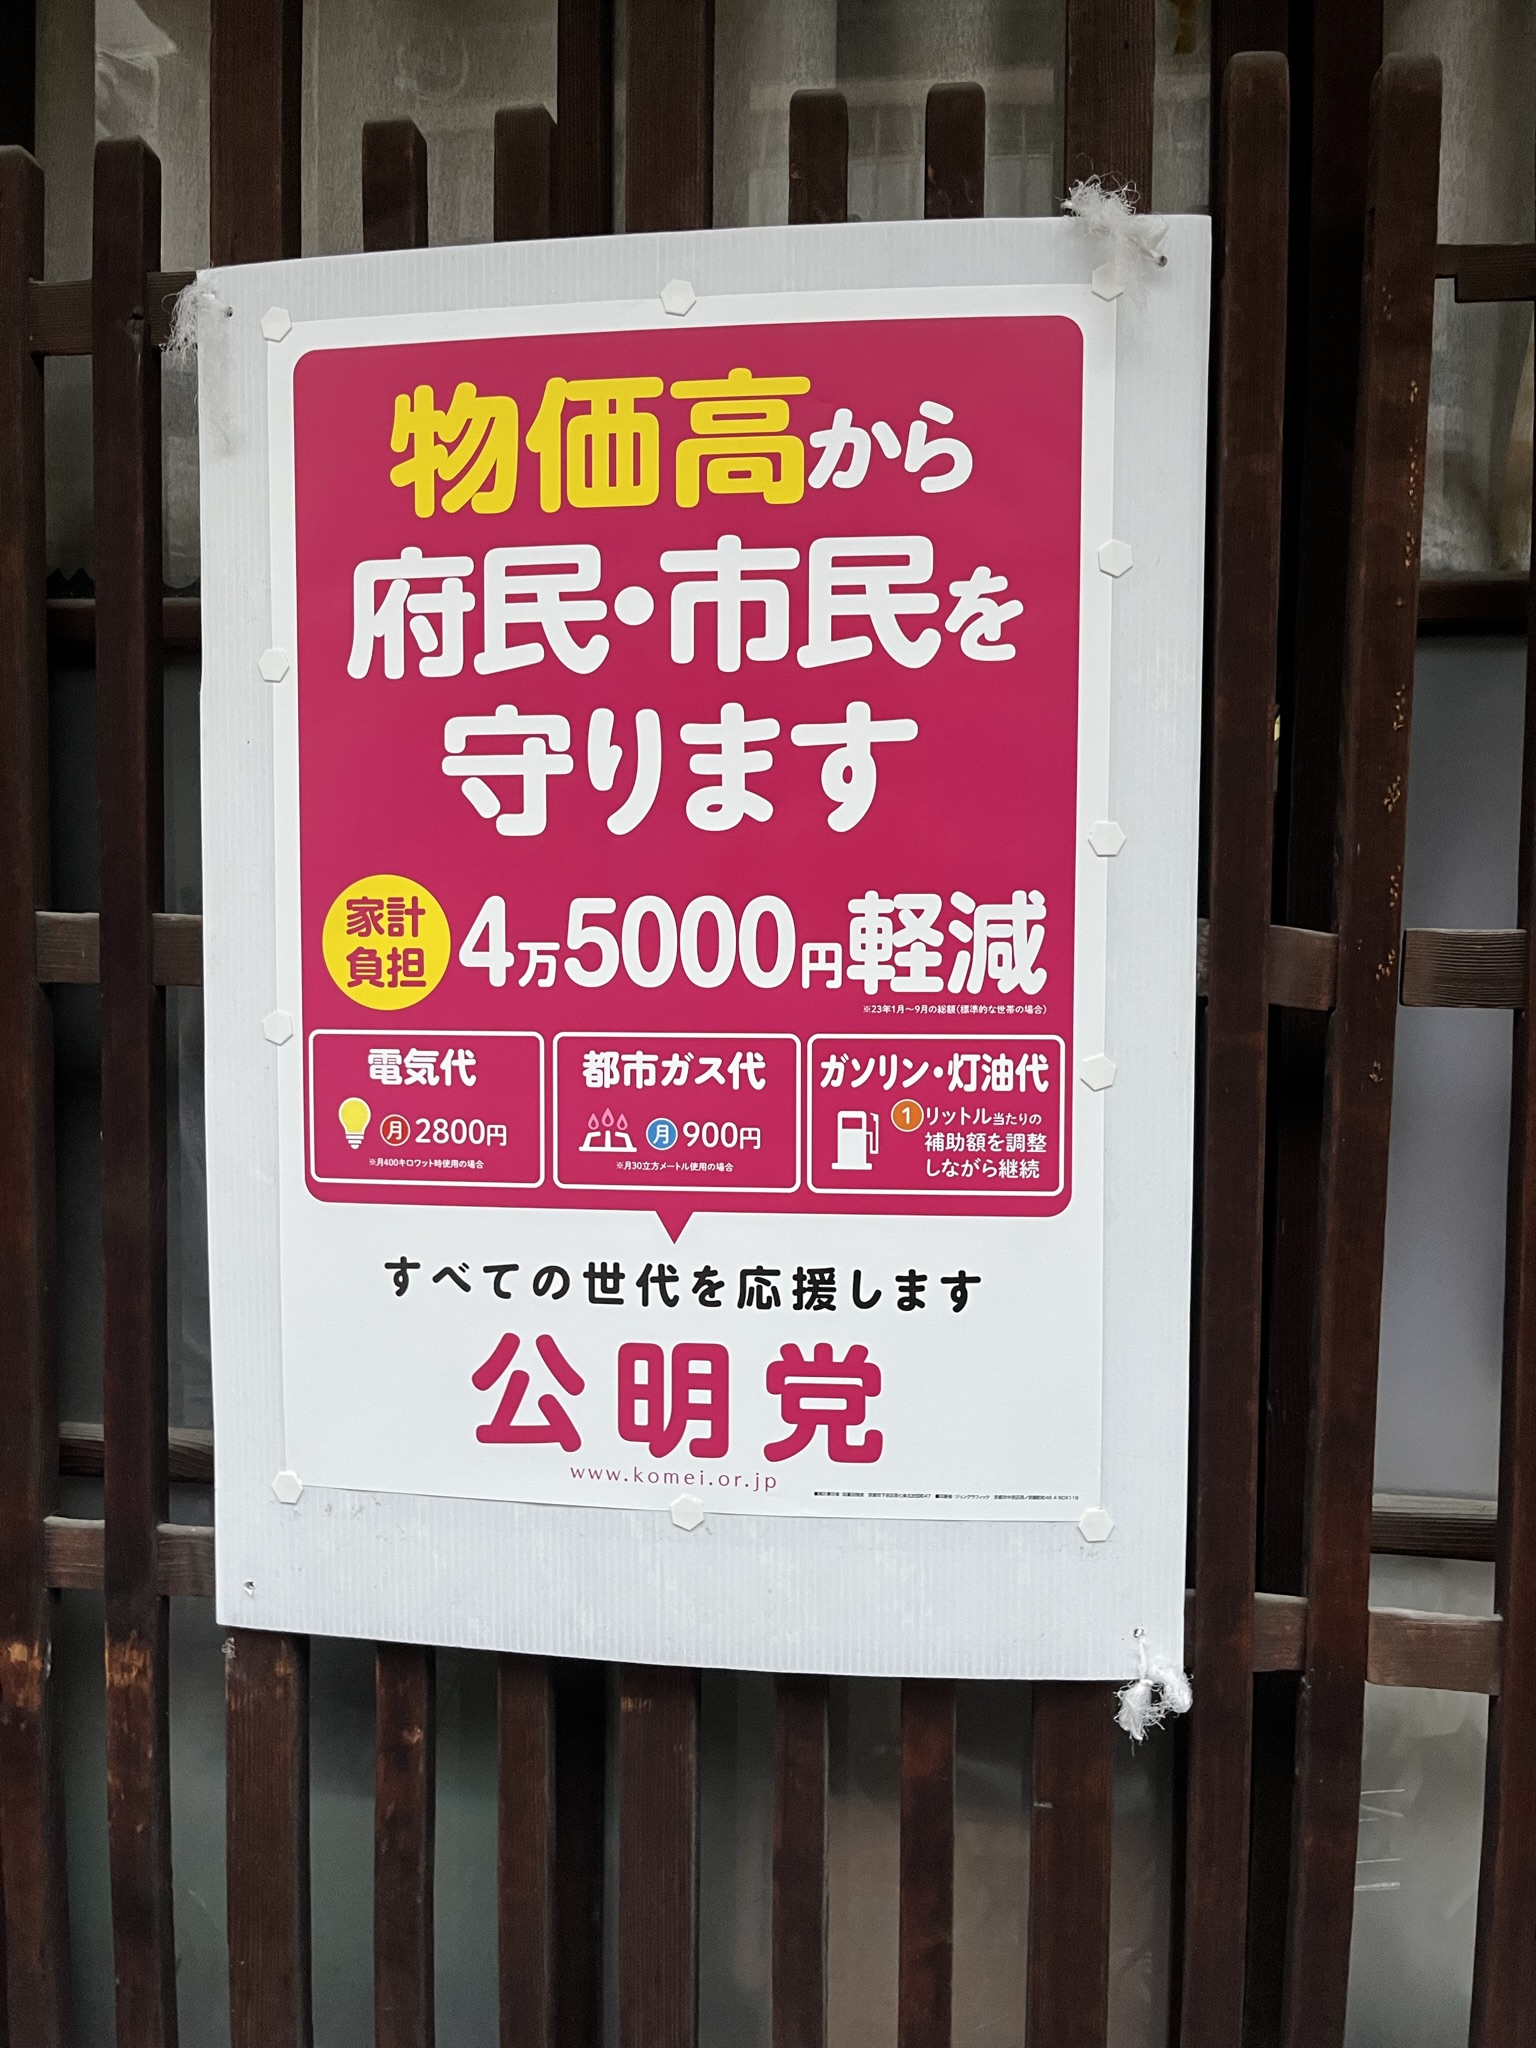 物価高から
府民・市民を
守ります
家計
負担
4万5000円軽減
※23年1月〜9月の総額(標準的な世帯の場合)
電気代
月2800円
※月400キロワット時使用の場合
都市ガス代
月900円
※月30立方メートル使用の場合
ガソリン・灯油代
1リットル当たりの
補助額を調整
しながら継続
すべての世代を応援します
公明党
www.komei.or.jp